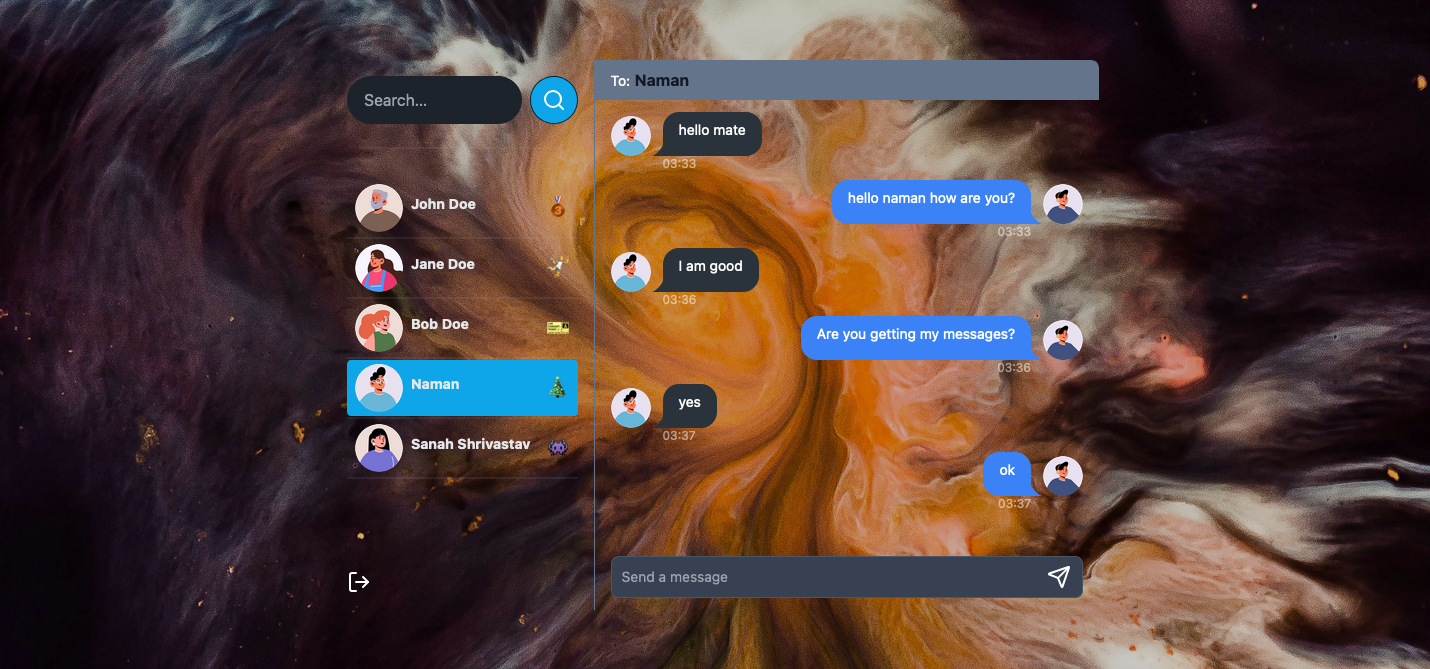 Search...
John Doe
Jane Doe
Bob Doe
Naman
Sanah Shrivastav
To: Naman
hello mate
03:33
hello naman how are you?
03:33
I am good
03:36
Are you getting my messages?
03:36
yes
03:37
ok
03:37
Send a message